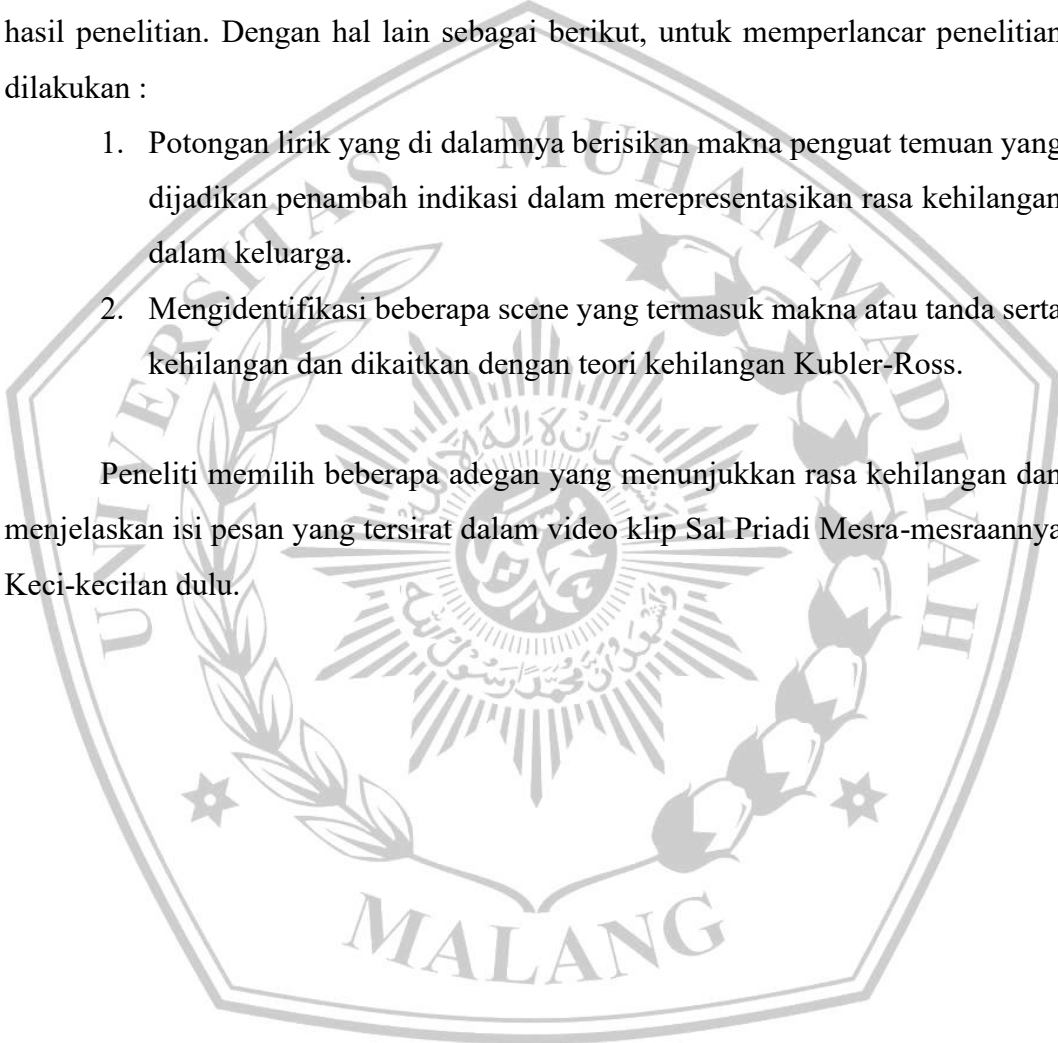 hasil penelitian. Dengan hal lain sebagai berikut, untuk memperlancar penelitian
dilakukan :
1. Potongan lirik yang di dalamnya berisikan makna penguat temuan yang
dijadikan penambah indikasi dalam merepresentasikan rasa kehilangan
dalam keluarga.
2. Mengidentifikasi beberapa scene yang termasuk makna atau tanda serta
kehilangan dan dikaitkan dengan teori kehilangan Kubler-Ross.
Peneliti memilih beberapa adegan yang menunjukkan rasa kehilangan dan
menjelaskan isi pesan yang tersirat dalam video klip Sal Priadi Mesra-mesraannya
Keci-kecilan dulu.
UNIVERSITAS MUHAMMADIYAH
MALANG